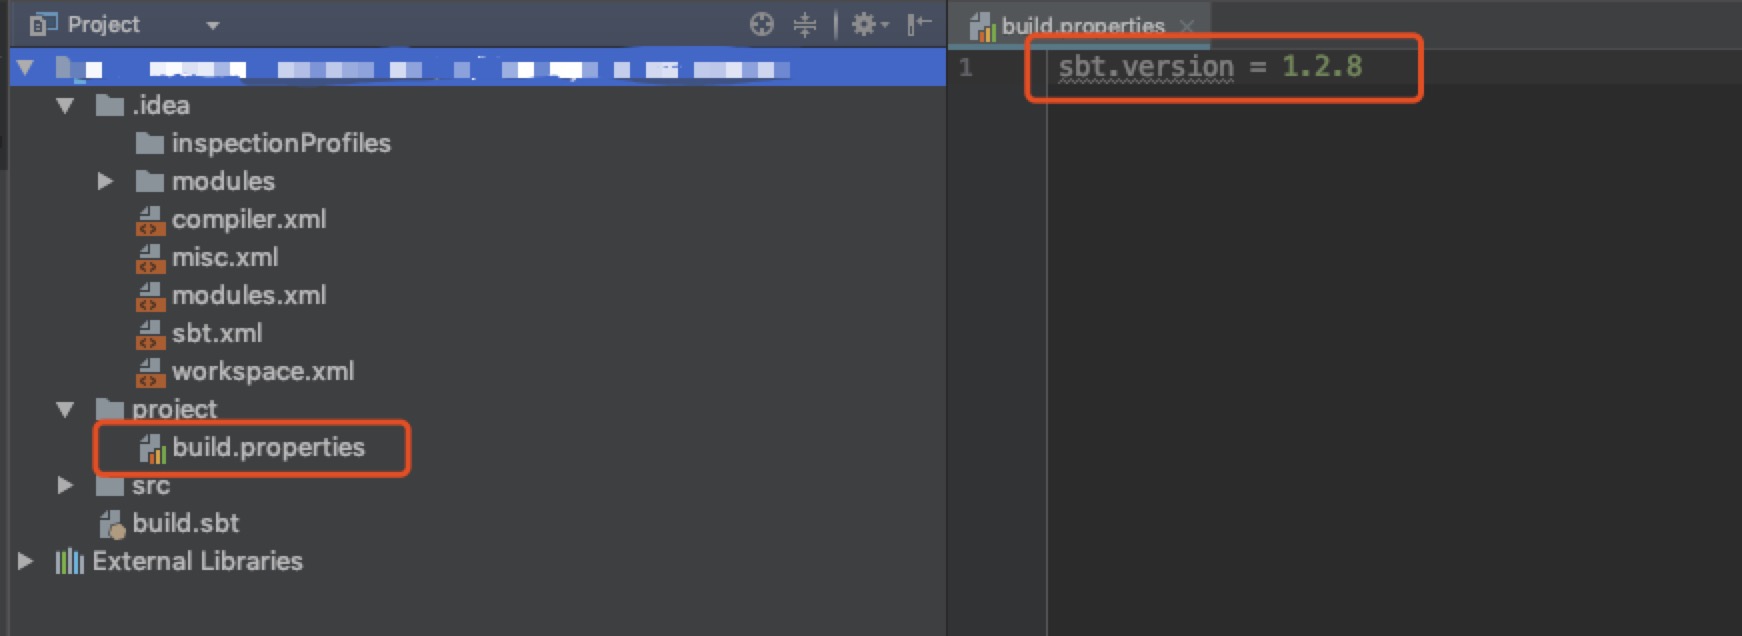 Project
.idea
inspectionProfiles
modules
compiler.xml
misc.xml
modules.xml
sbt.xml
workspace.xml
project
build.properties
src
build.sbt
External Libraries
build.properties
1 sbt.version = 1.2.8